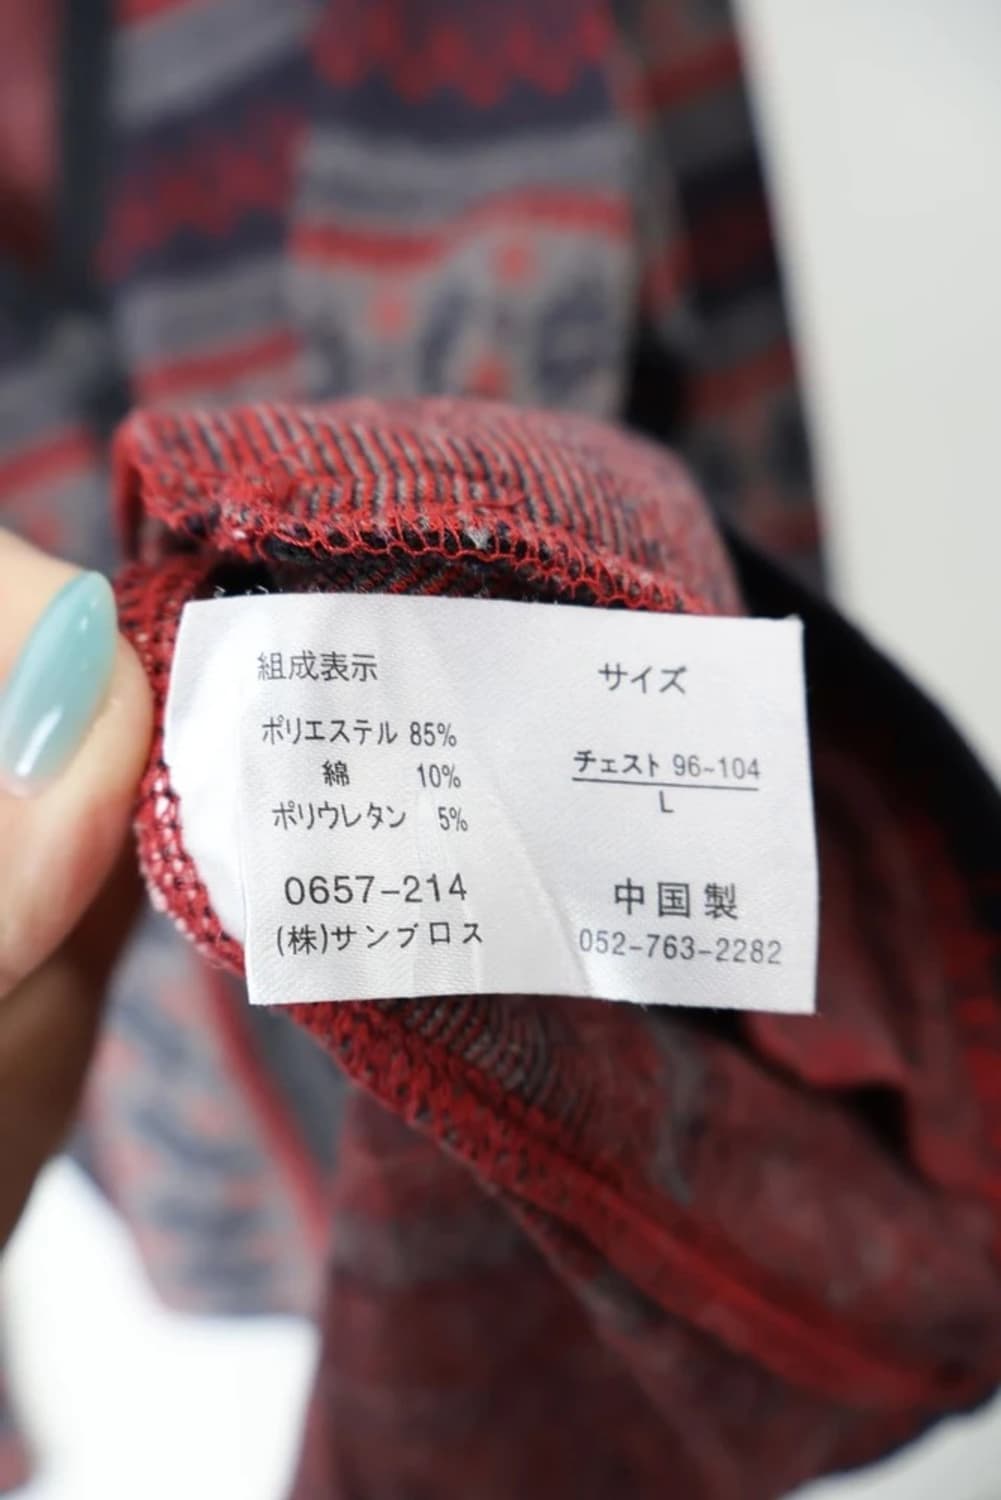 組成表示
ポリエステル 85%
綿 10%
ポリウレタン 5%
0657-214
(株)サンブロス
サイズ
チェスト 96~104
L
中国製
052-763-2282